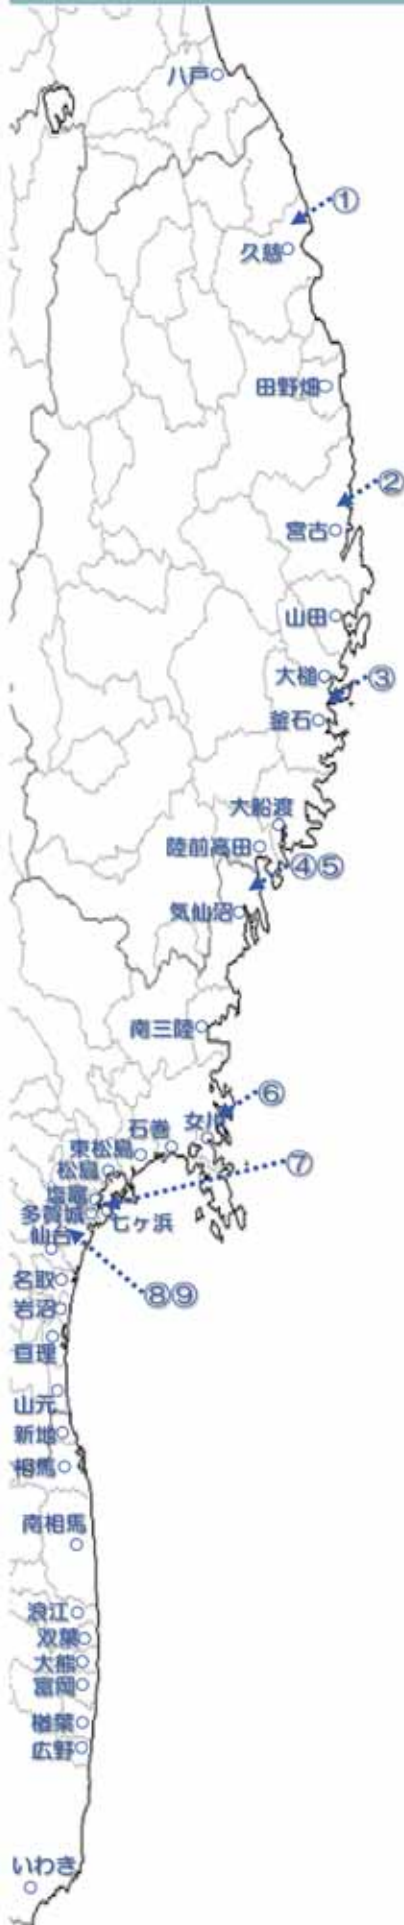 八戸
①
久慈
田野畑
②
宮古
山田
大槌
③
釜石
大船渡
陸前高田
④⑤
気仙沼
南三陸
⑥
女川
石巻
東松島
⑦
松島
塩竈
多賀城
七ヶ浜
仙台
名取
⑧⑨
岩沼
亘理
山元
新地
相馬
南相馬
浪江
双葉
大熊
富岡
楢葉
広野
いわき